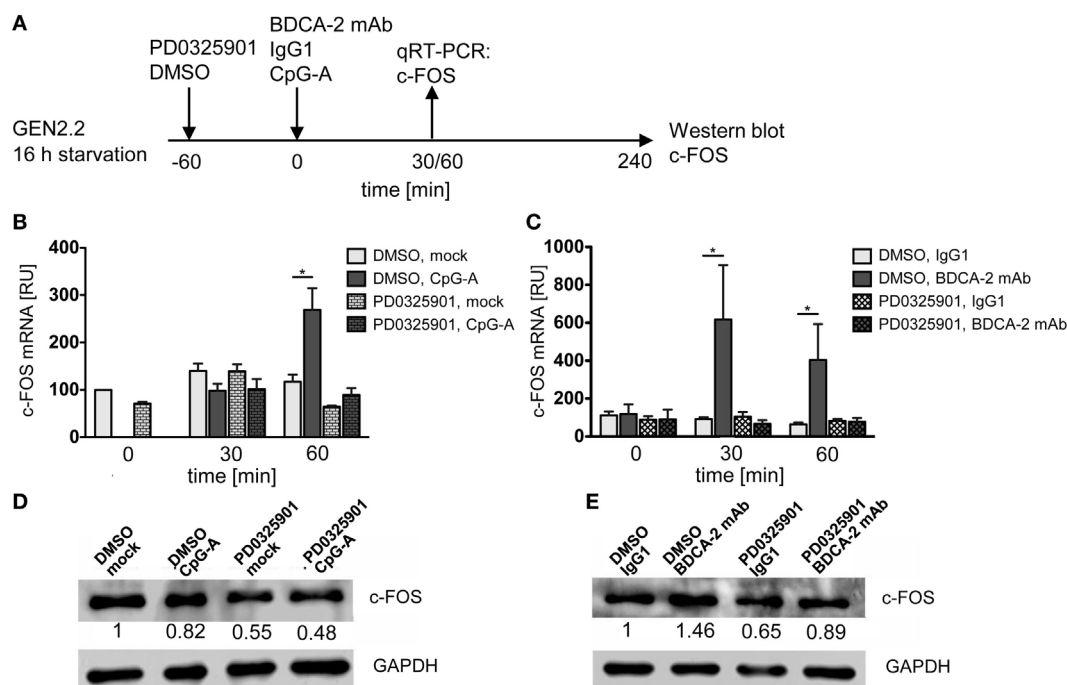 A
PD0325901
DMSO
BDCA-2 mAb
IgG1
CpG-A
qRT-PCR:
c-FOS
GEN2.2
16 h starvation
-60
0
30/60
240
time [min]
Western blot
c-FOS
B
c-FOS mRNA [RU]
400
300
200
100
0
*
0
30
60
time [min]
DMSO, mock
DMSO, CpG-A
PD0325901, mock
PD0325901, CpG-A
C
c-FOS mRNA [RU]
1000
800
600
400
200
0
*
*
0
30
60
time [min]
DMSO, IgG1
DMSO, BDCA-2 mAb
PD0325901, IgG1
PD0325901, BDCA-2 mAb
D
DMSO
mock
DMSO
CpG-A
PD0325901
mock
PD0325901
CpG-A
c-FOS
1 0.82 0.55 0.48
GAPDH
E
DMSO
IgG1
DMSO
BDCA-2 mAb
PD0325901
IgG1
PD0325901
BDCA-2 mAb
c-FOS
1 1.46 0.65 0.89
GAPDH